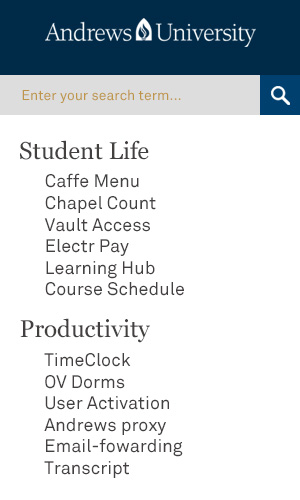 Andrews University
Enter your search term...
Student Life
Caffe Menu
Chapel Count
Vault Access
Electr Pay
Learning Hub
Course Schedule
Productivity
TimeClock
OV Dorms
User Activation
Andrews proxy
Email-fowarding
Transcript